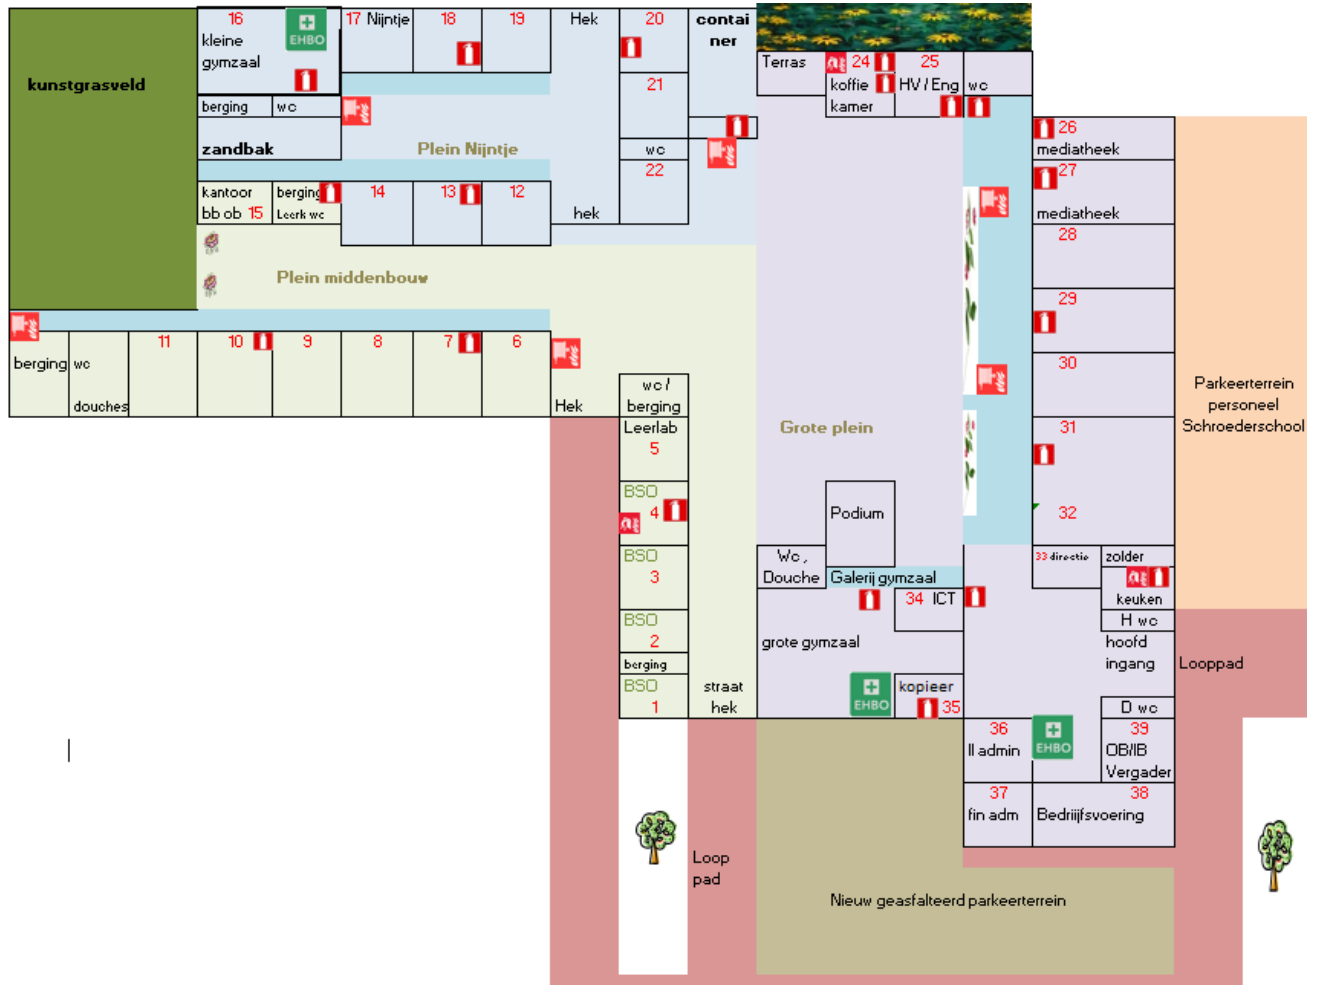 16
EHBO
kleine
gymzaal
17 Nijntje
18
19
Hek
20
contai
ner
kunstgrasveld
21
berging
wc
zandbak
Plein Nijntje
wc
22
kantoor
bb ob 15
berging
Leerk wc
14
13
12
hek
Terras
24
koffie
kamer
25
HV / Eng
wc
26
mediatheek
27
mediatheek
28
29
30
31
32
Parkeerterrein
personeel
Schroederschool
Plein middenbouw
berging
wc
douches
11
10
9
8
7
6
Hek
wc /
berging
Leerlab
5
BSO
4
BSO
3
BSO
2
berging
BSO
1
straat
hek
Grote plein
Podium
Wc,
Douche
Galerij gymzaal
34 ICT
grote gymzaal
EHBO
kopieer
35
33 directie
zolder
keuken
H wc
hoofd
ingang
Looppad
D wc
36
II admin
EHBO
39
OB/IB
Vergader
37
fin adm
38
Bedriijfsvoering
Loop
pad
Nieuw geasfalteerd parkeerterrein